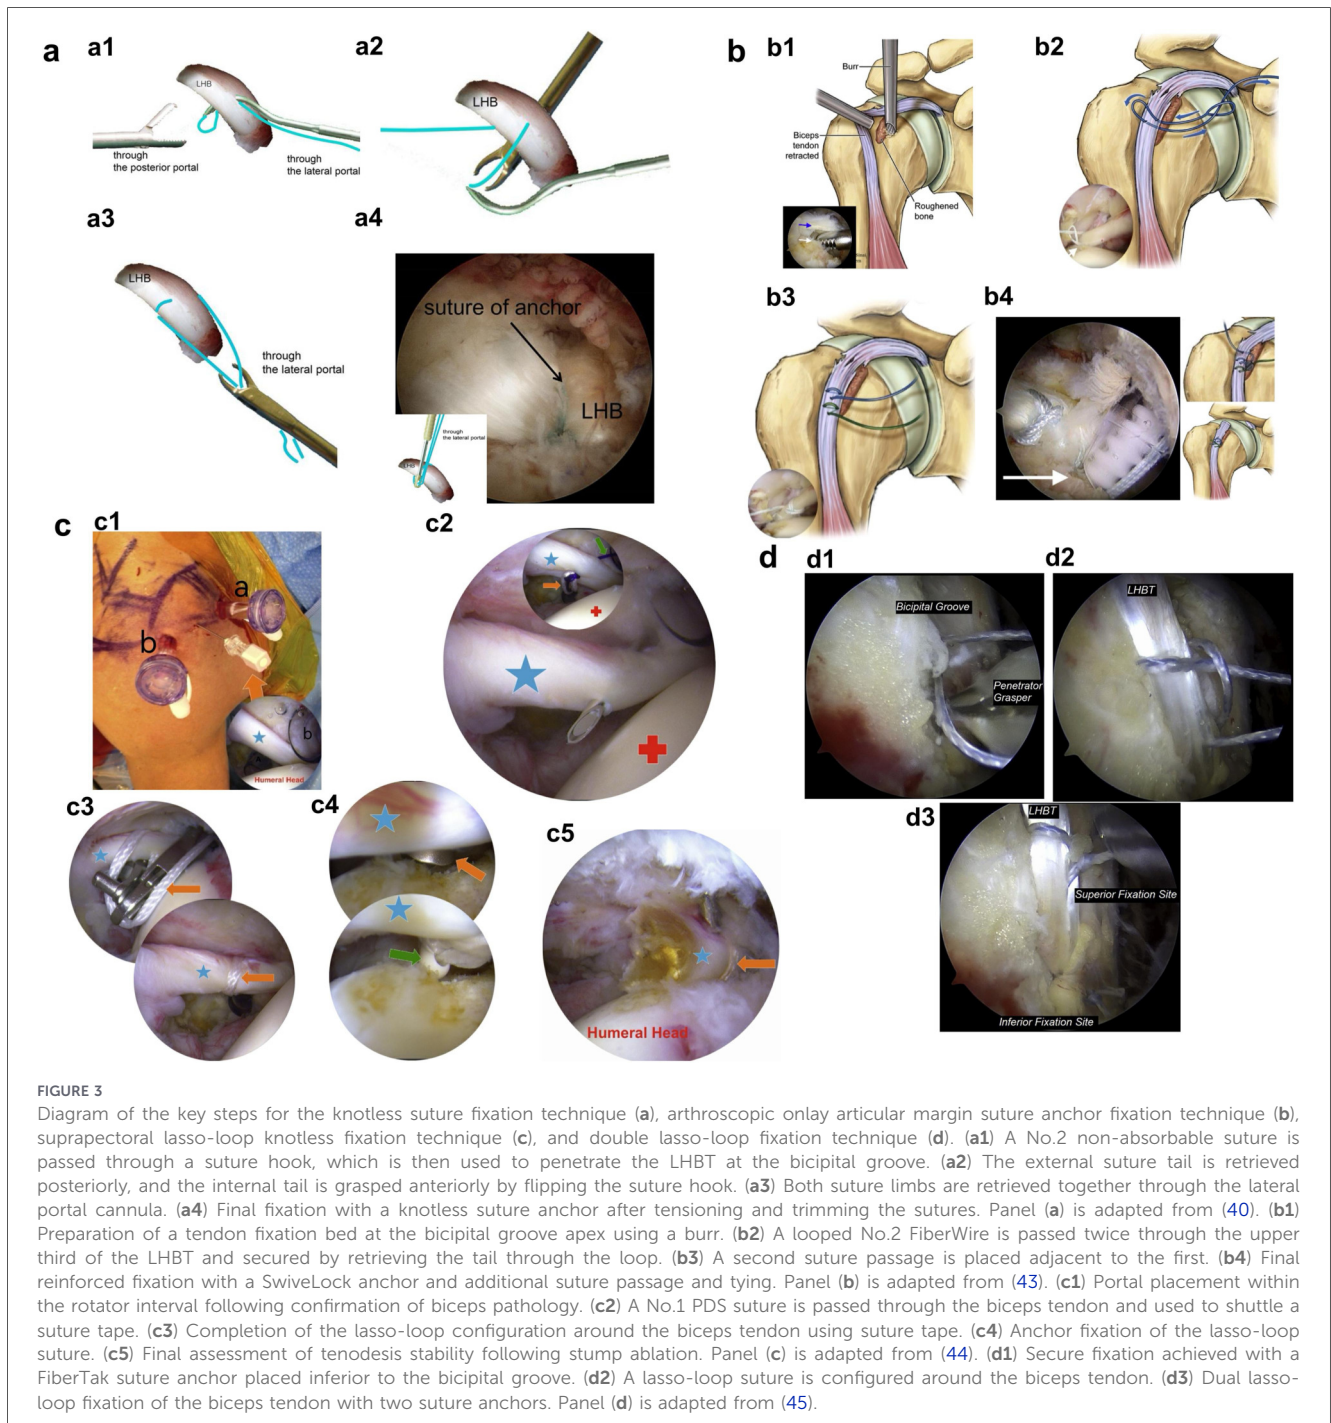 a
a1
LHB
through
the posterior portal
through
the lateral portal
a2
LHB
a3
LHB
through
the lateral portal
a4
suture of anchor
LHB
through
the lateral portal
LHB
b
b1
Burr
Biceps
tendon
retracted
Roughened
bone
b2
b3
b4
c
c1
a
b
b
Humeral Head
c2
c3
c4
c5
Humeral Head
d
d1
Bicipital Groove
Penetrator
Grasper
d2
LHBT
d3
LHBT
Superior Fixation Site
Inferior Fixation Site
FIGURE 3
Diagram of the key steps for the knotless suture fixation technique (a), arthroscopic onlay articular margin suture anchor fixation technique (b),
suprapectoral lasso-loop knotless fixation technique (c), and double lasso-loop fixation technique (d). (a1) A No.2 non-absorbable suture is
passed through a suture hook, which is then used to penetrate the LHBT at the bicipital groove. (a2) The external suture tail is retrieved
posteriorly, and the internal tail is grasped anteriorly by flipping the suture hook. (a3) Both suture limbs are retrieved together through the lateral
portal cannula. (a4) Final fixation with a knotless suture anchor after tensioning and trimming the sutures. Panel (a) is adapted from (40). (b1)
Preparation of a tendon fixation bed at the bicipital groove apex using a burr. (b2) A looped No.2 FiberWire is passed twice through the upper
third of the LHBT and secured by retrieving the tail through the loop. (b3) A second suture passage is placed adjacent to the first. (b4) Final
reinforced fixation with a SwiveLock anchor and additional suture passage and tying. Panel (b) is adapted from (43). (c1) Portal placement within
the rotator interval following confirmation of biceps pathology. (c2) A No.1 PDS suture is passed through the biceps tendon and used to shuttle a
suture tape. (c3) Completion of the lasso-loop configuration around the biceps tendon using suture tape. (c4) Anchor fixation of the lasso-loop
suture. (c5) Final assessment of tenodesis stability following stump ablation. Panel (c) is adapted from (44). (d1) Secure fixation achieved with a
FiberTak suture anchor placed inferior to the bicipital groove. (d2) A lasso-loop suture is configured around the biceps tendon. (d3) Dual lasso-
loop fixation of the biceps tendon with two suture anchors. Panel (d) is adapted from (45).